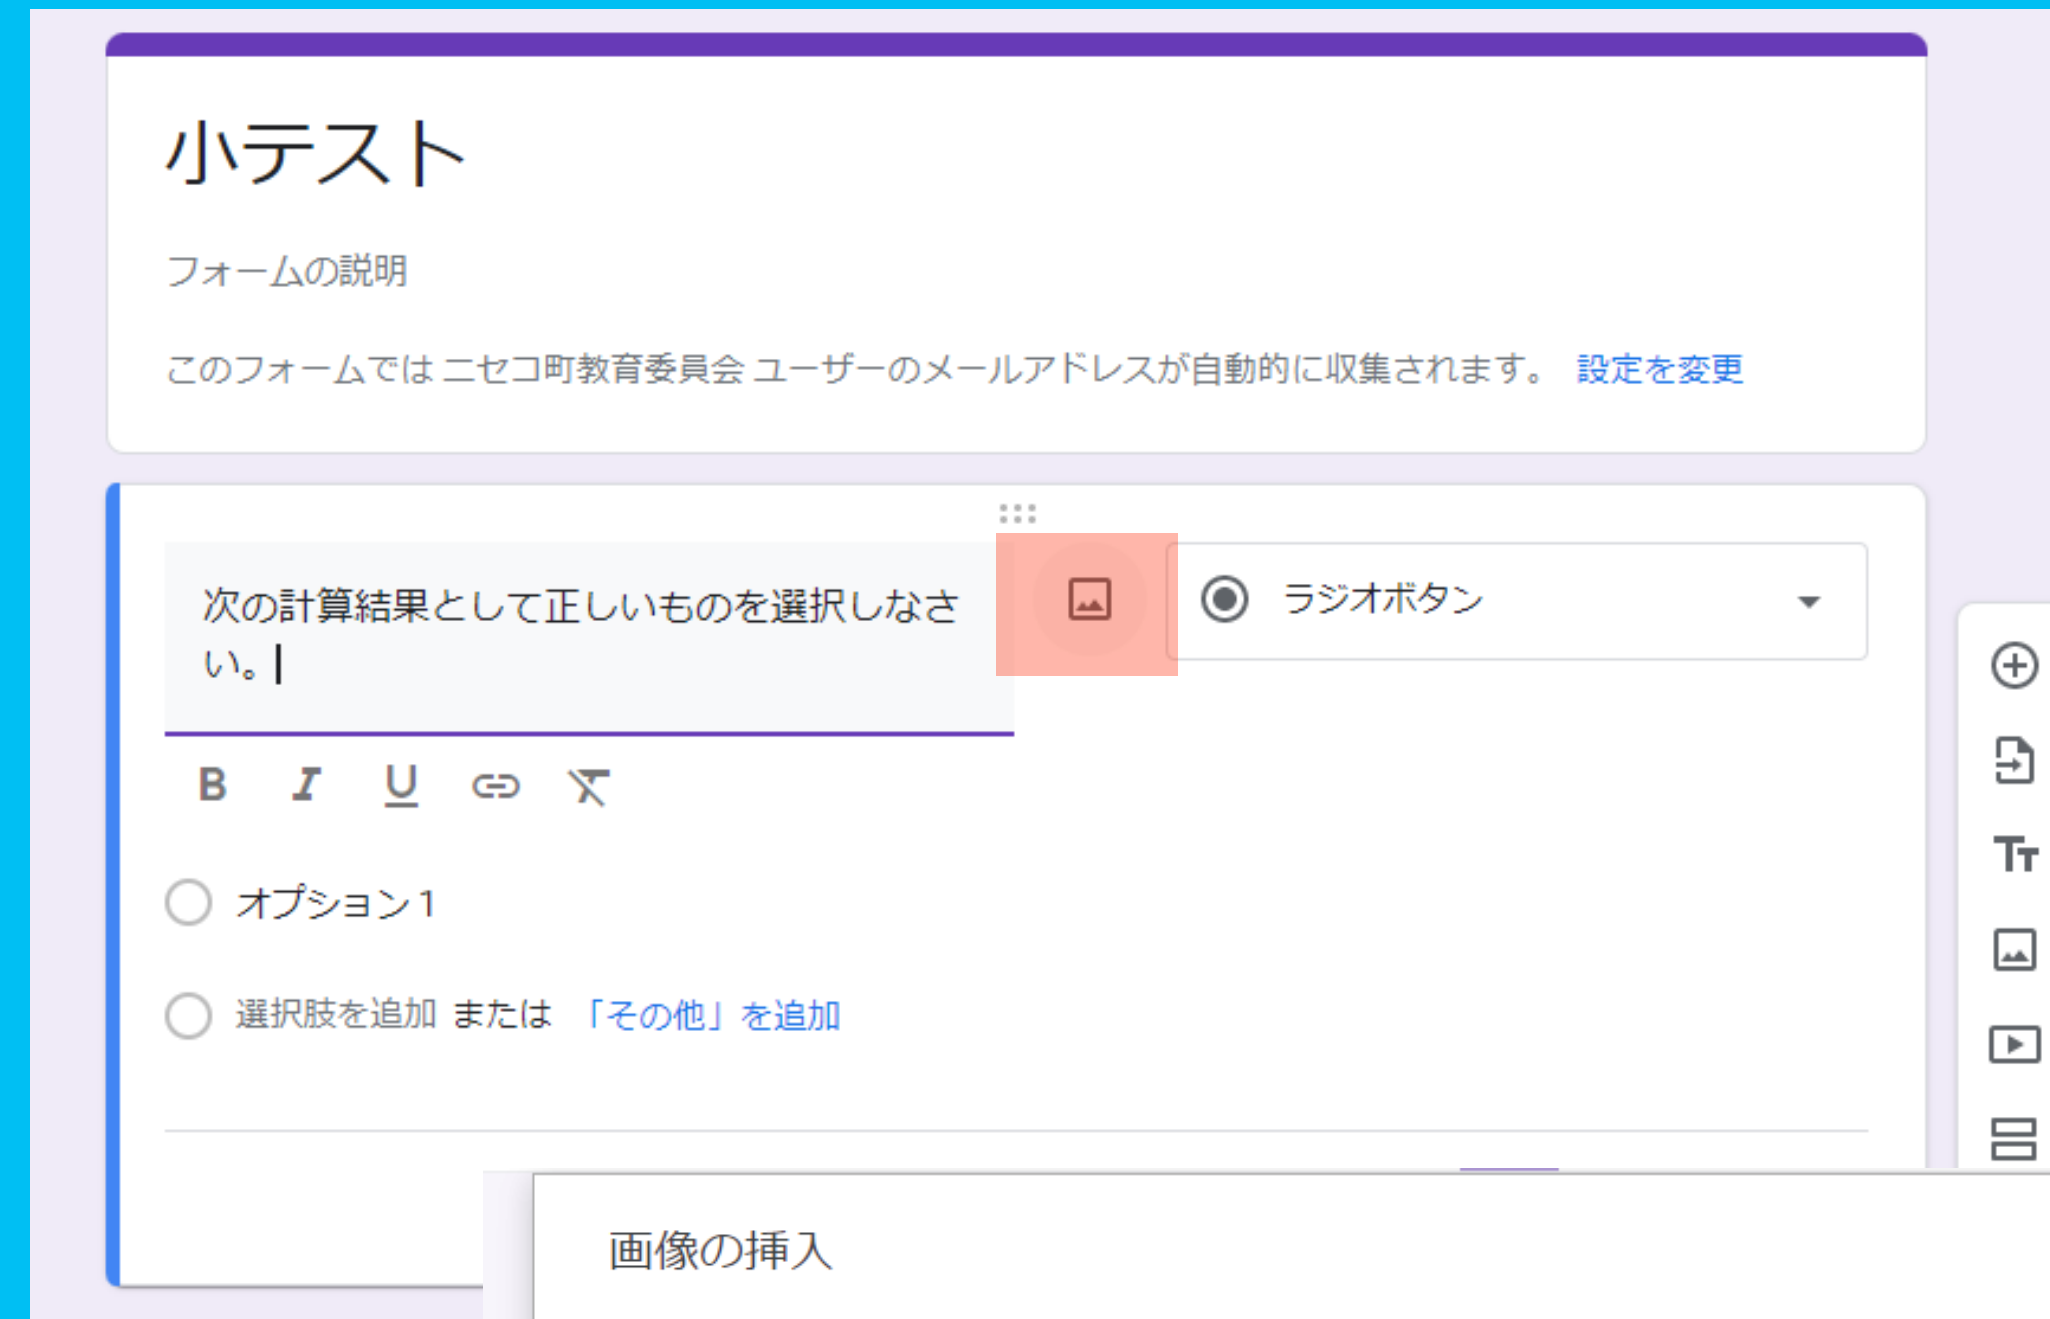 小テスト
フォームの説明
このフォームでは ニセコ町教育委員会 ユーザーのメールアドレスが自動的に収集されます。 設定を変更
次の計算結果として正しいものを選択しなさ
い。
ラジオボタン
B I U
オプション 1
選択肢を追加 または 「その他」を追加
画像の挿入